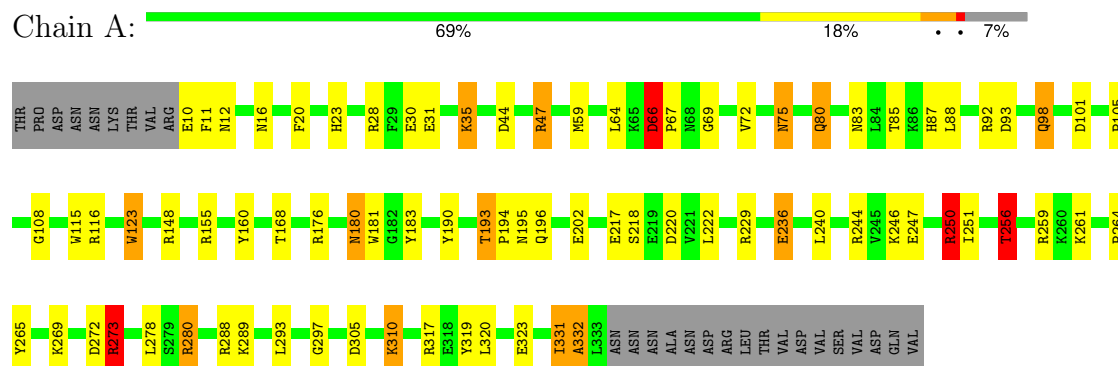 Chain A:
69% 18% • • 7%
THR PRO ASP ASN ASN LYS THR VAL ARG E10 F11 N12 N16 F20 H23 R28 F29 E30 E31 K35 D44 R47 M59 L64 K65 D66 P67 N68 G69 V72 N75 Q80 N83 L84 T85 K86 H87 L88 R92 D93 Q98 D101
G108 W115 R116 W123 R148 R155 Y160 T168 R176 N180 W181 G182 Y183 Y190 T193 P194 N195 Q196 E202 E217 S218 E219 D220 V221 L222 R229 E236 L240 R244 V245 K246 E247 R250 I251 T256 R259 K260 K261
Y265 K269 D272 R273 L278 S279 R280 R288 K289 L293 G297 D305 K310 R317 E318 Y319 L320 E323 I331 A332 L333 ASN ASN ASN ALA ASN ASP ARG LEU THR VAL ASP VAL SER VAL ASP GLN VAL